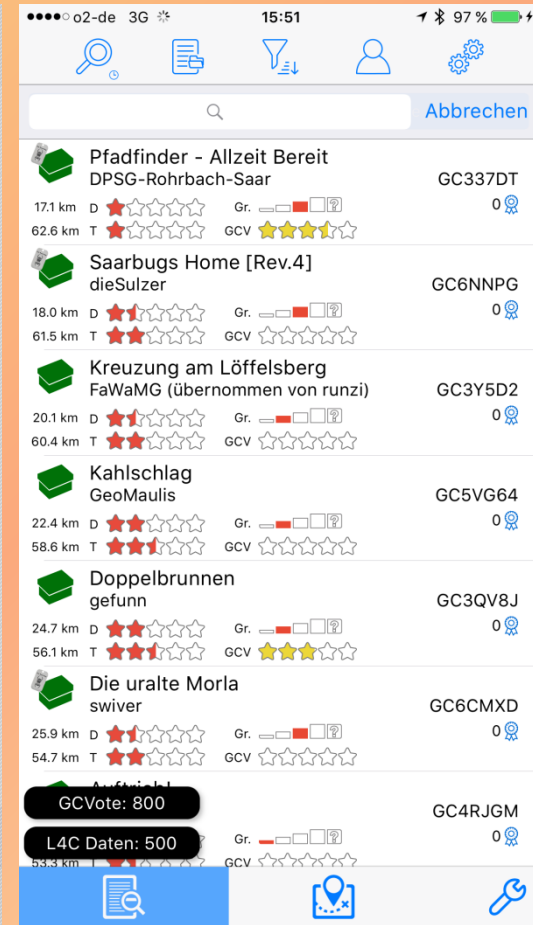 o2-de 3G 15:51 97 %
Abbrechen
Pfadfinder - Allzeit Bereit
DPSG-Rohrbach-Saar GC337DT
17.1 km D Gr. ? 0
62.6 km T GCV
Saarbugs Home [Rev.4]
dieSulzer GC6NNPG
18.0 km D Gr. ? 0
61.5 km T GCV
Kreuzung am Löffelsberg
FaWaMG (übernommen von runzi) GC3Y5D2
20.1 km D Gr. ? 0
60.4 km T GCV
Kahlschlag
GeoMaulis GC5VG64
22.4 km D Gr. ? 0
58.6 km T GCV
Doppelbrunnen
gefunn GC3QV8J
24.7 km D Gr. ? 0
56.1 km T GCV
Die uralte Morla
swiver GC6CMXD
25.9 km D Gr. ? 0
54.7 km T GCV
GCVote: 800
GC4RJGM
L4C Daten: 500 Gr. ? 0
53.3 km T GCV